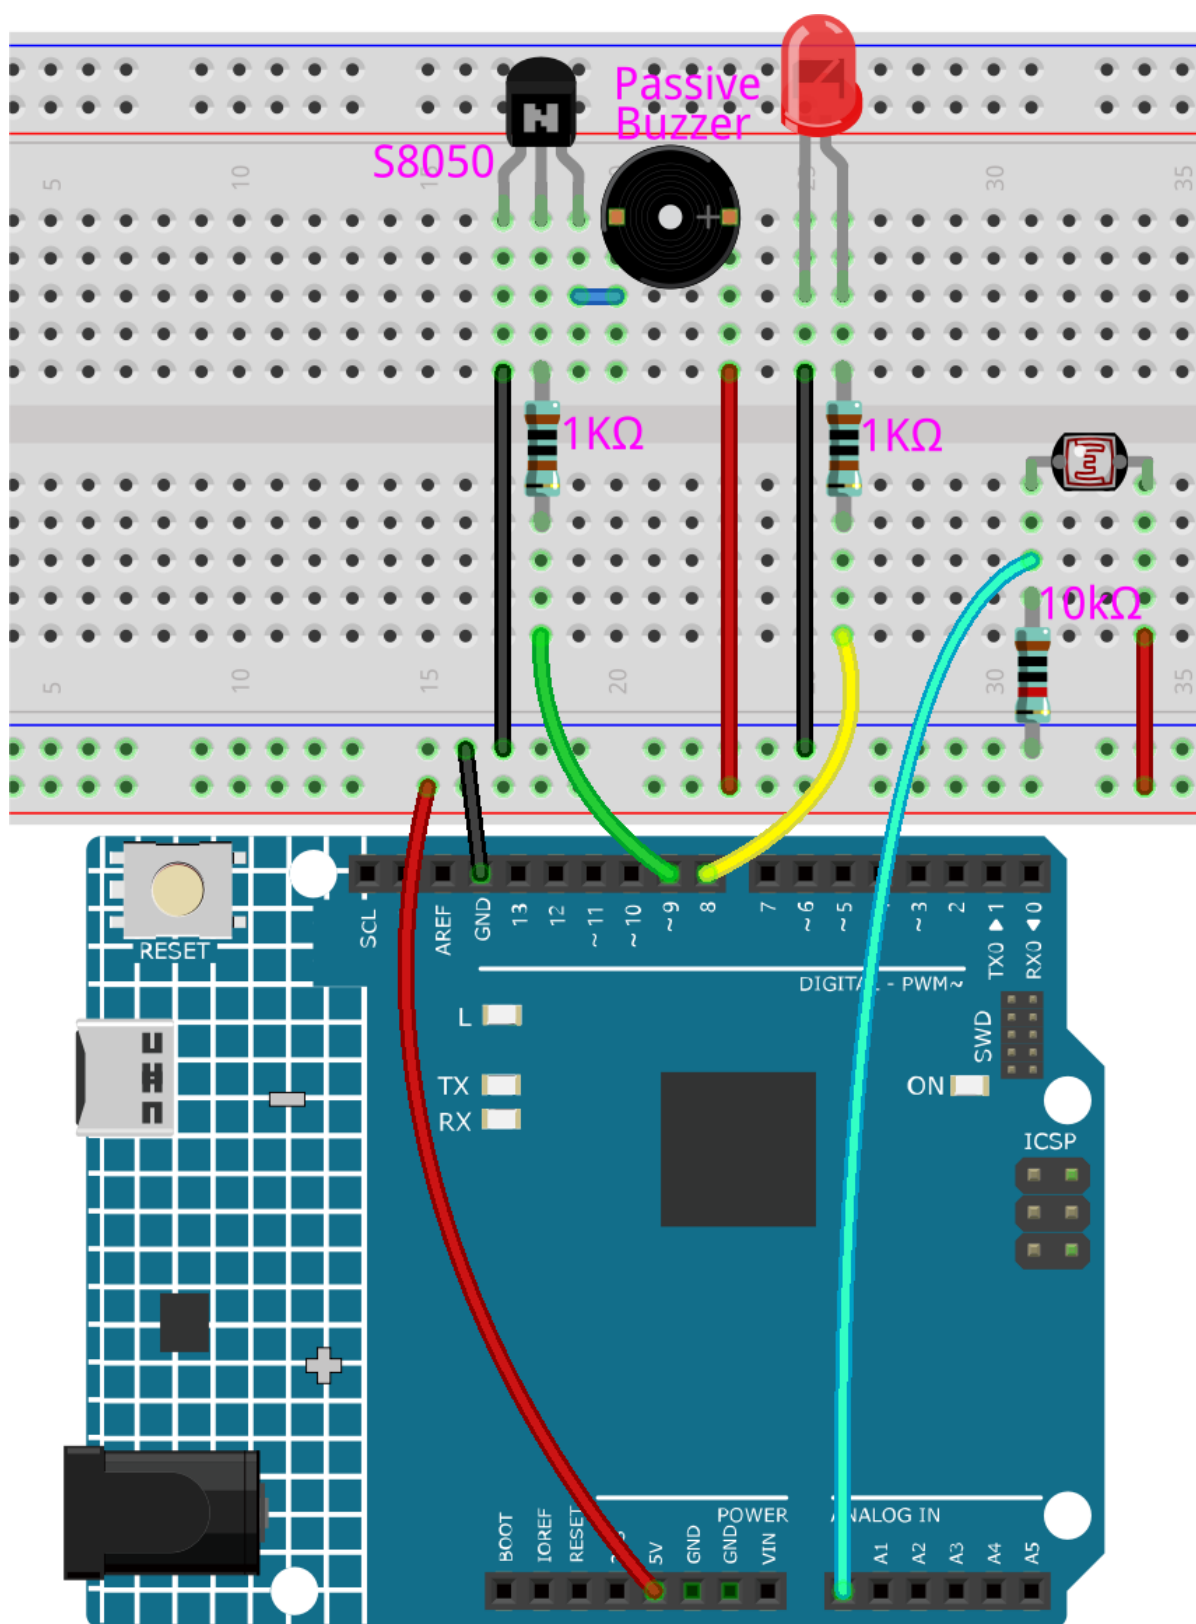 Passive
Buzzer
S8050
5
10
30
35
1KΩ
1KΩ
10kΩ
5
10
15
20
30
35
RESET
SCL
AREF
GND
13
12
~11
~10
~9
8
7
~6
~5
~3
2
TX0▶1
RX0◀0
DIGITAL - PWM~
L
TX
RX
ON
SWD
ICSP
POWER
ANALOG IN
BOOT
IOREF
RESET
5V
GND
GND
VIN
A1
A2
A3
A4
A5